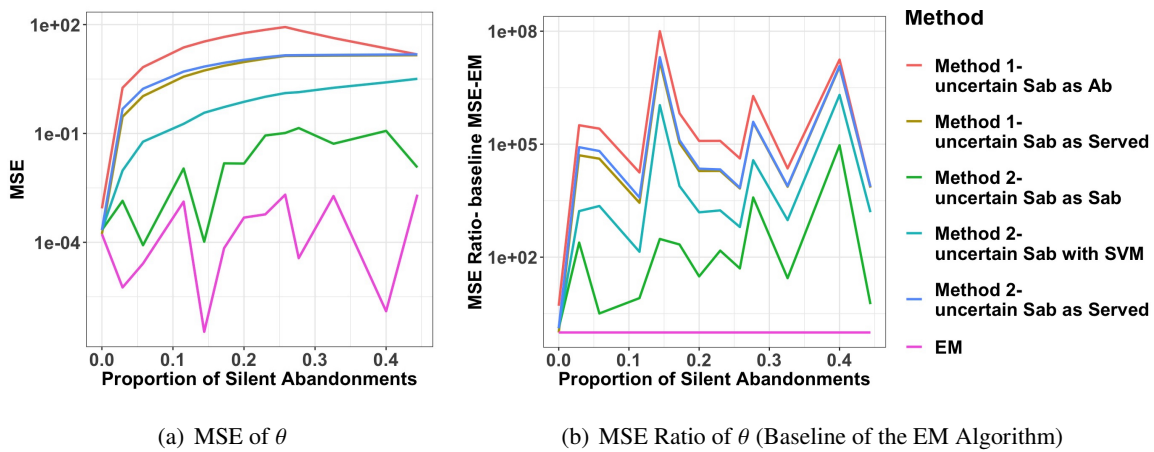 MSE
1e+02
1e-01
1e-04
0.0 0.1 0.2 0.3 0.4
Proportion of Silent Abandonments
(a) MSE of θ
MSE Ratio- baseline MSE-EM
1e+08
1e+05
1e+02
0.0 0.1 0.2 0.3 0.4
Proportion of Silent Abandonments
(b) MSE Ratio of θ (Baseline of the EM Algorithm)
Method
Method 1-
uncertain Sab as Ab
Method 1-
uncertain Sab as Served
Method 2-
uncertain Sab as Sab
Method 2-
uncertain Sab with SVM
Method 2-
uncertain Sab as Served
EM